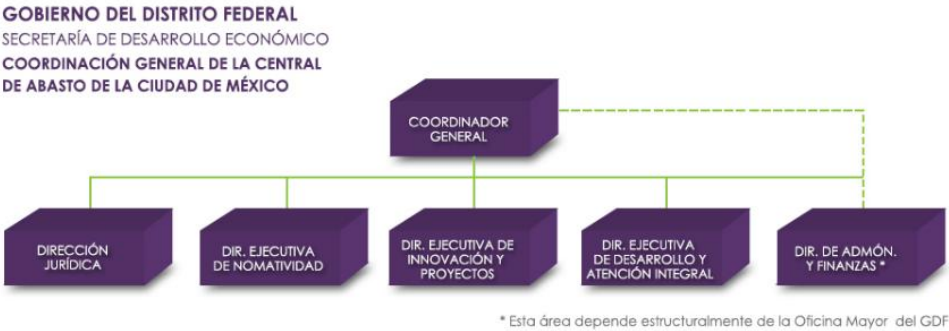 GOBIERNO DEL DISTRITO FEDERAL
SECRETARÍA DE DESARROLLO ECONÓMICO
COORDINACIÓN GENERAL DE LA CENTRAL
DE ABASTO DE LA CIUDAD DE MÉXICO
COORDINADOR
GENERAL
DIRECCIÓN
JURÍDICA
DIR. EJECUTIVA
DE NOMATIVIDAD
DIR. EJECUTIVA DE
INNOVACIÓN Y
PROYECTOS
DIR. EJECUTIVA
DE DESARROLLO Y
ATENCIÓN INTEGRAL
DIR. DE ADMÓN.
Y FINANZAS *
* Esta área depende estructuralmente de la Oficina Mayor del GDF